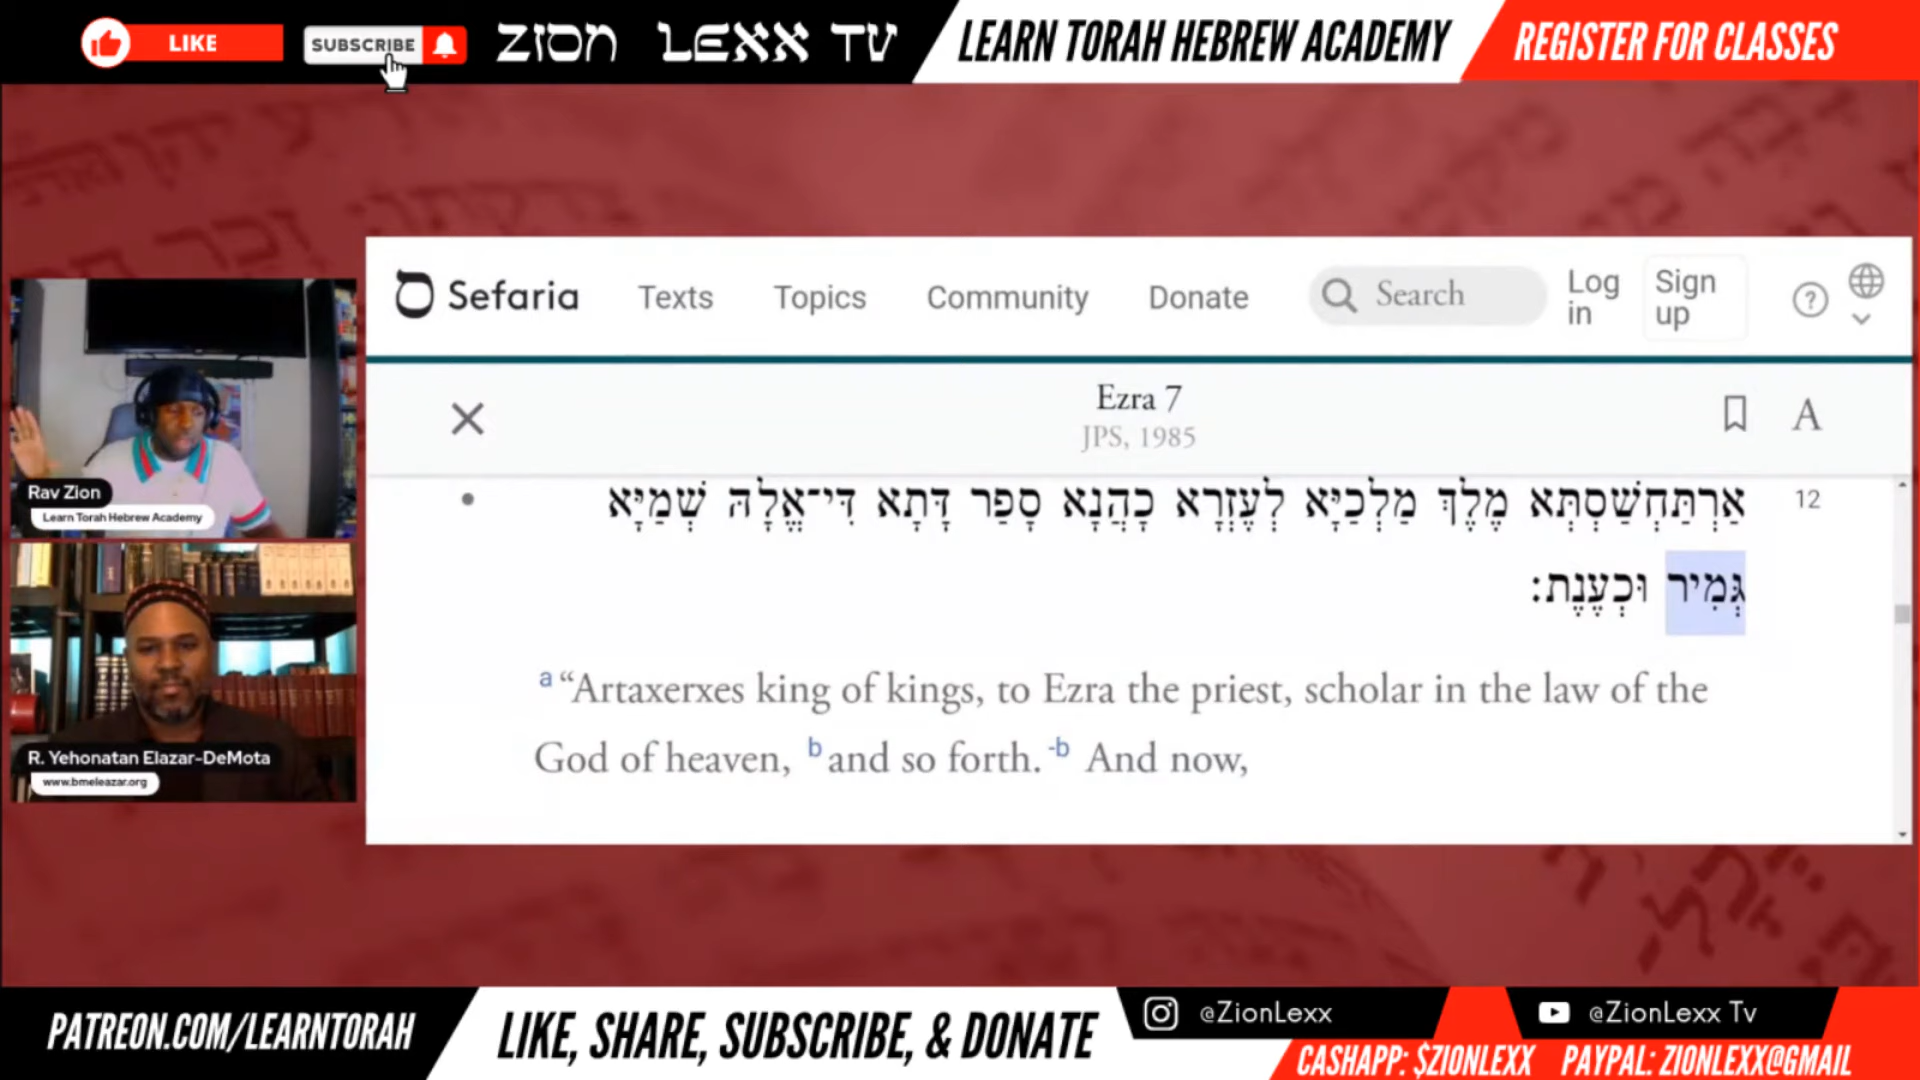 LIKE
SUBSCRIBE
ZION LEXX TV
LEARN TORAH HEBREW ACADEMY
REGISTER FOR CLASSES
Sefaria
Texts
Topics
Community
Donate
Search
Log in
Sign up
Ezra 7
JPS, 1985
A
12
אַרְתַּחְשַׁסְתְּא מֶלֶךְ מַלְכַיָּא לְעֶזְרָא כָהֲנָא סָפַר דָּתָא דִּי־אֱלָהּ שְׁמַיָּא
גְּמִיר וּכְעֶנֶת׃
a “Artaxerxes king of kings, to Ezra the priest, scholar in the law of the
God of heaven, b and so forth. -b And now,
Rav Zion
Learn Torah Hebrew Academy
R. Yehonatan Elazar-DeMota
www.bmeleazar.org
PATREON.COM/LEARNTORAH
LIKE, SHARE, SUBSCRIBE, & DONATE
@ZionLexx
@ZionLexx Tv
CASHAPP: $ZIONLEXX PAYPAL: ZIONLEXX@GMAIL